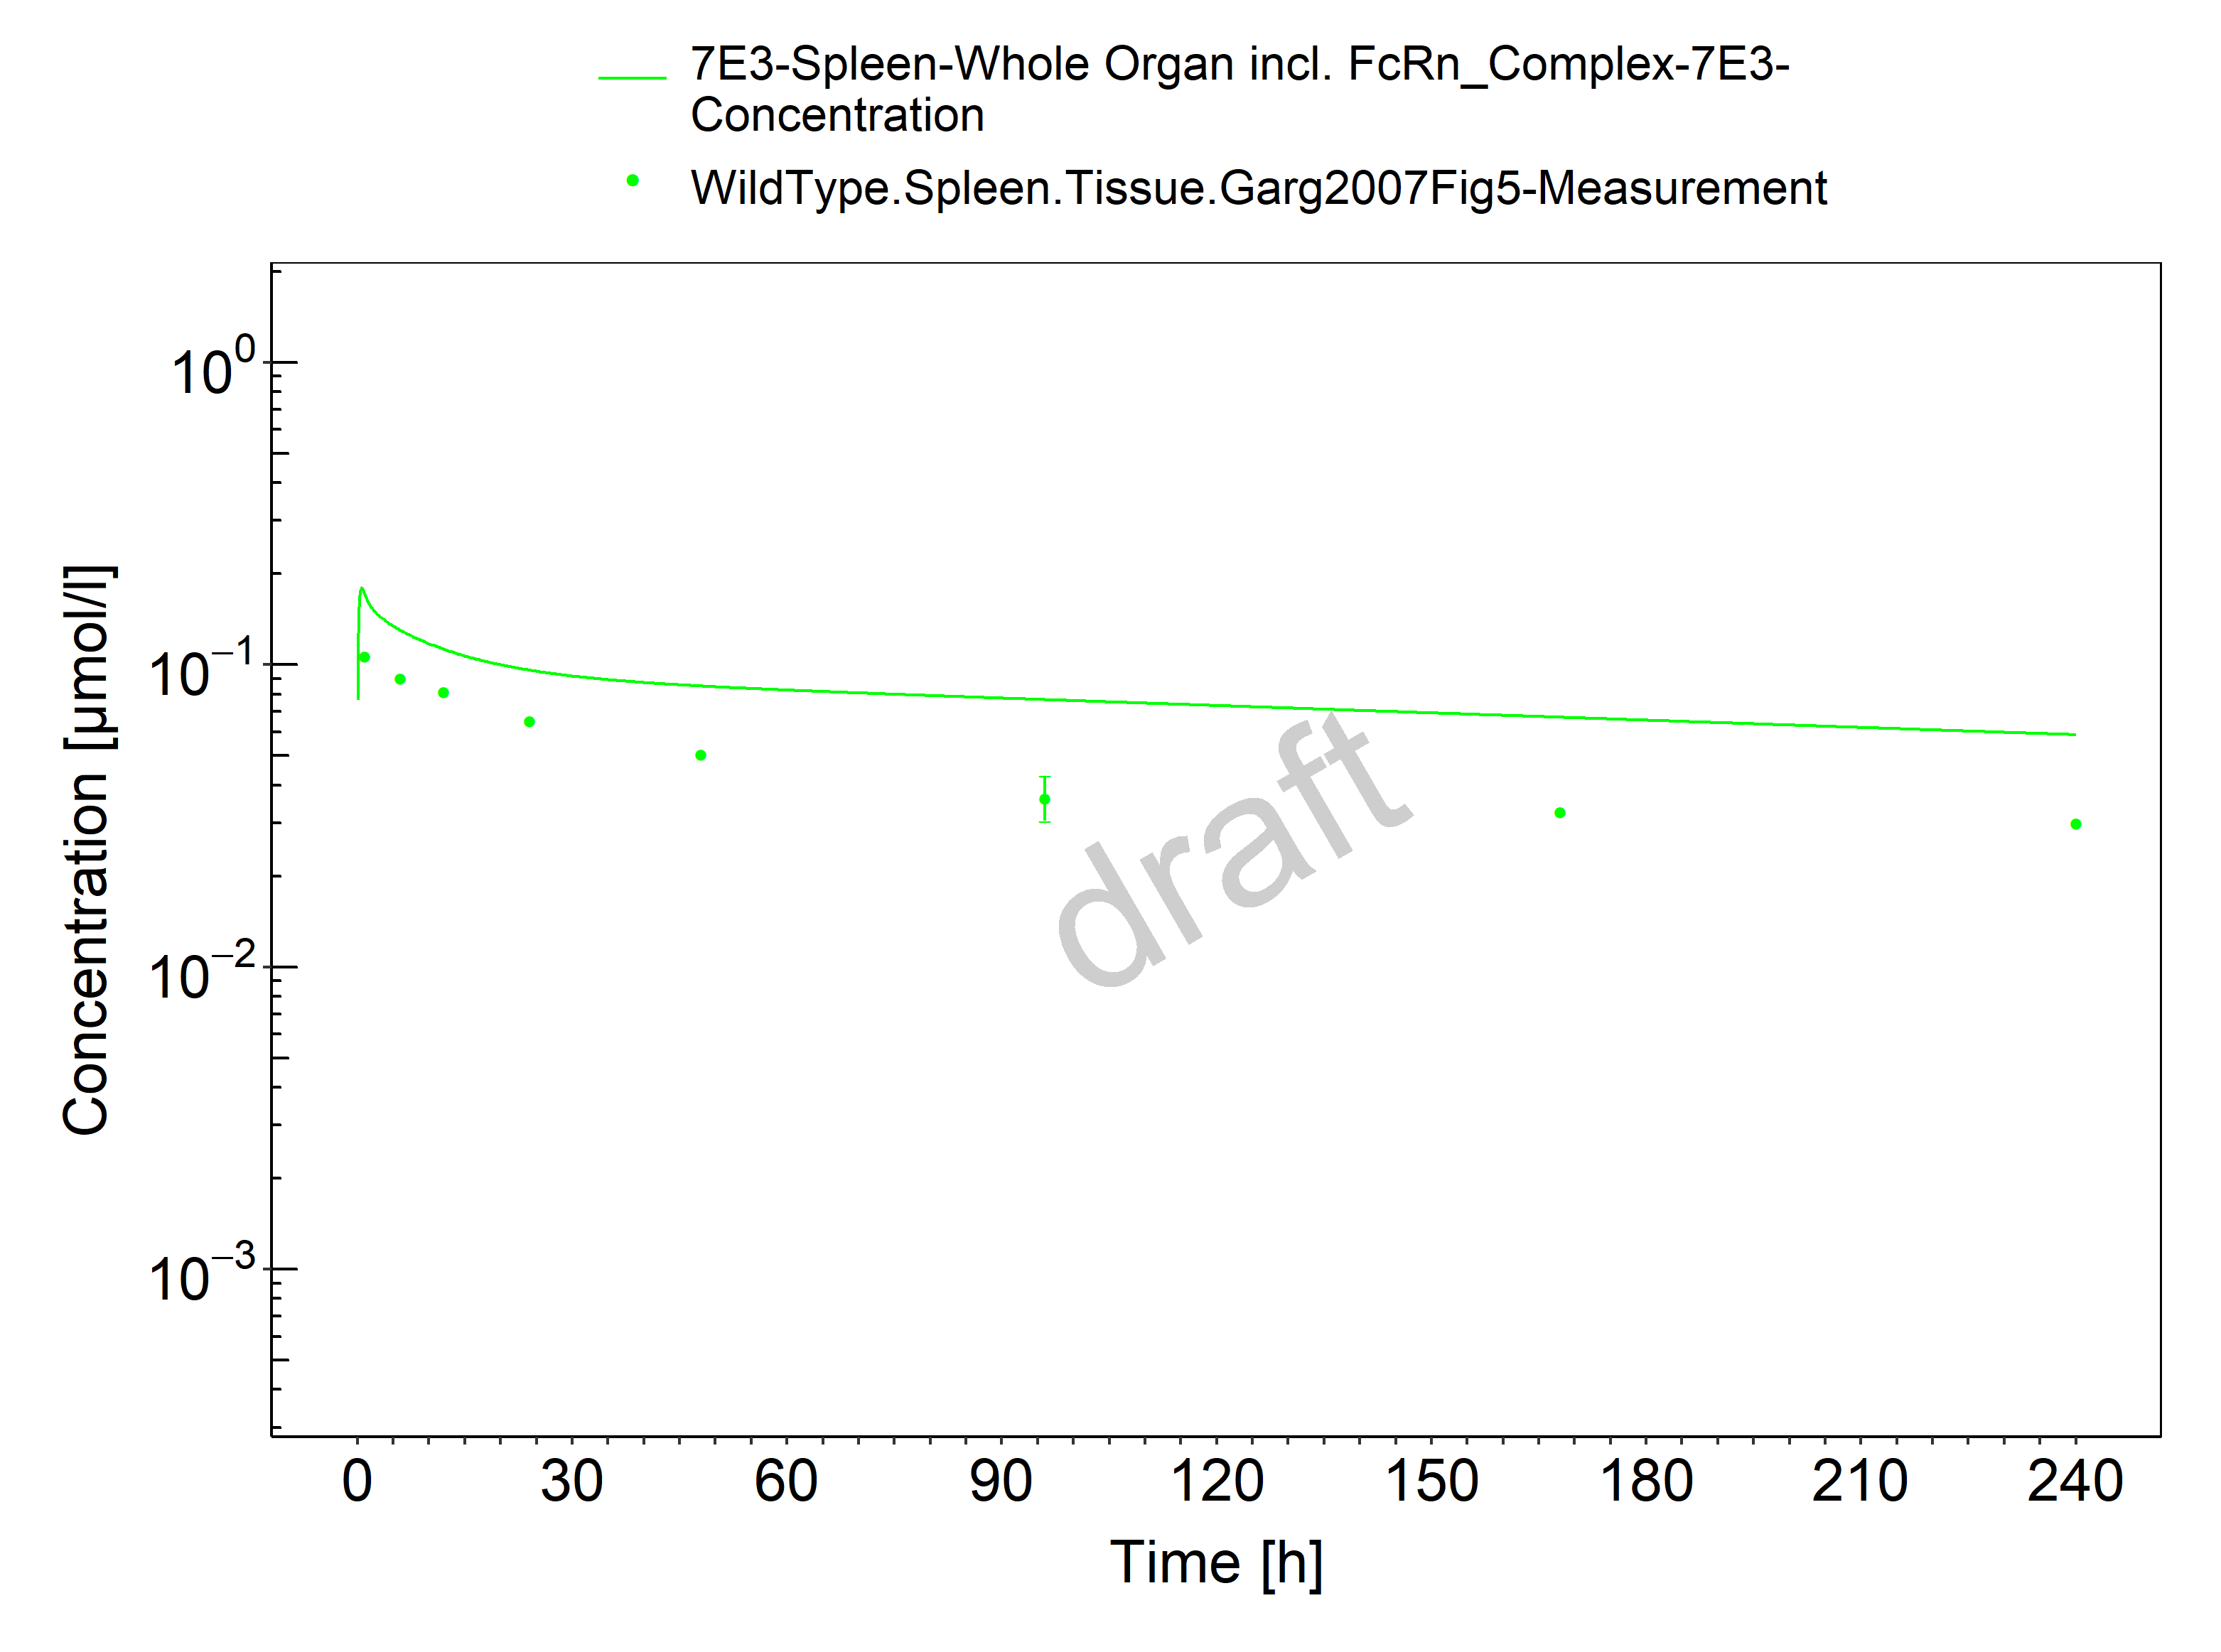 7E3-Spleen-Whole Organ incl. FcRn_Complex-7E3-
Concentration
WildType.Spleen.Tissue.Garg2007Fig5-Measurement
Concentration [µmol/l]
10⁰
10⁻¹
10⁻²
10⁻³
draft
0 30 60 90 120 150 180 210 240
Time [h]